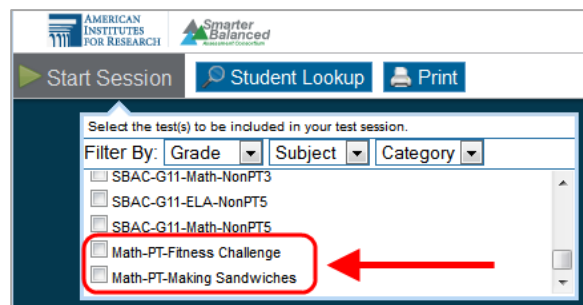 AMERICAN
INSTITUTES
FOR RESEARCH
Smarter
Balanced
Assessment Consortium
Start Session
Student Lookup
Print
Select the test(s) to be included in your test session.
Filter By: Grade Subject Category
SBAC-G11-Math-NonPT3
SBAC-G11-ELA-NonPT5
SBAC-G11-Math-NonPT5
Math-PT-Fitness Challenge
Math-PT-Making Sandwiches